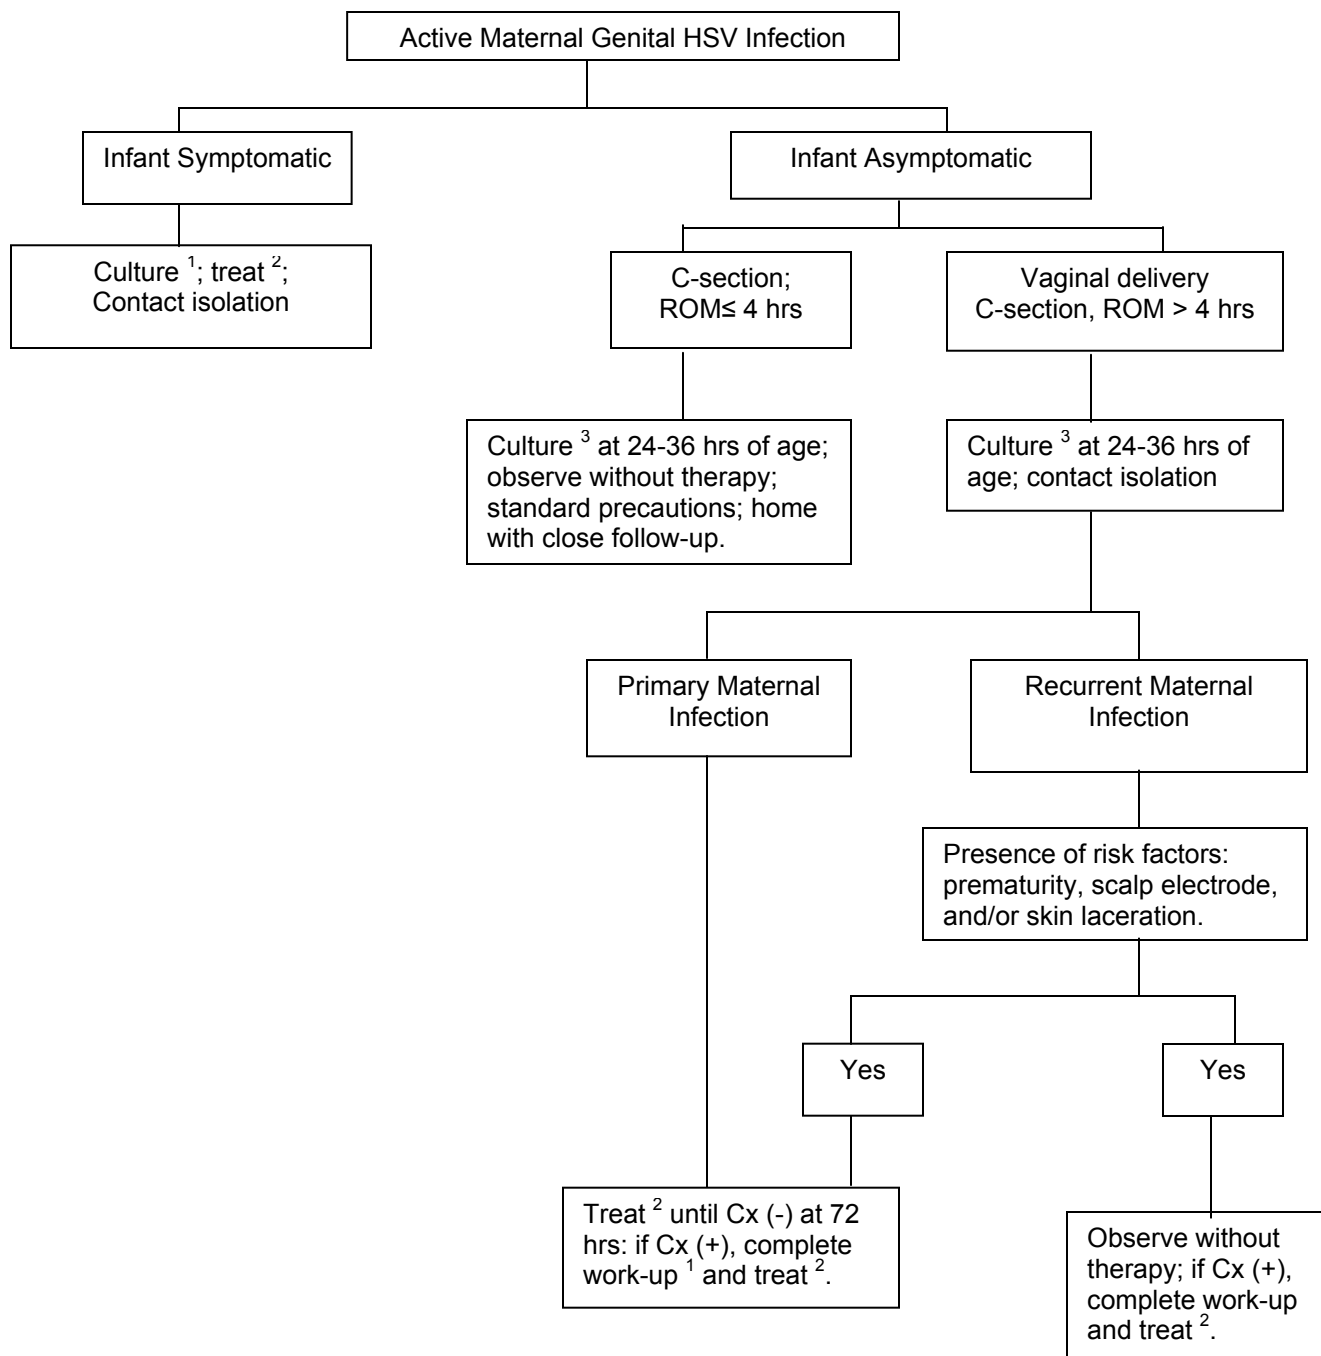 Active Maternal Genital HSV Infection
Infant Symptomatic
Infant Asymptomatic
Culture ¹; treat ²;
Contact isolation
C-section;
ROM≤ 4 hrs
Vaginal delivery
C-section, ROM > 4 hrs
Culture ³ at 24-36 hrs of age;
observe without therapy;
standard precautions; home
with close follow-up.
Culture ³ at 24-36 hrs of
age; contact isolation
Primary Maternal
Infection
Recurrent Maternal
Infection
Presence of risk factors:
prematurity, scalp electrode,
and/or skin laceration.
Yes
Yes
Treat ² until Cx (-) at 72
hrs: if Cx (+), complete
work-up ¹ and treat ².
Observe without
therapy; if Cx (+),
complete work-up
and treat ².